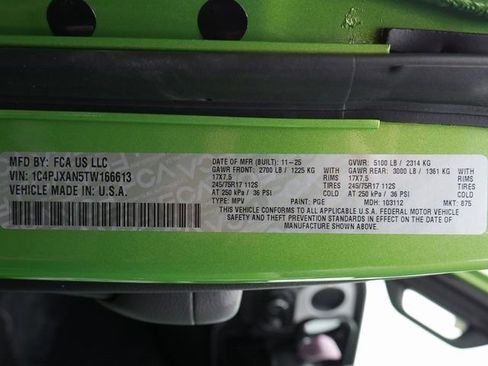 MFD BY: FCA US LLC
VIN: 1C4PJXAN5TW166613
VEHICLE MADE IN: U.S.A.
DATE OF MFR (BUILT): 11-25 GVWR: 5100 LB / 2314 KG
GAWR FRONT: 2700 LB / 1225 KG GAWR REAR: 3000 LB / 1361 KG
17X7.5 RIMS 17X7.5 RIMS
245/75R17 112S TIRES 245/75R17 112S TIRES
AT 250 kPa / 36 PSI COLD AT 250 kPa / 36 PSI COLD
TYPE: MPV PAINT: PGE MDH: 103112 MKT: 875
THIS VEHICLE CONFORMS TO ALL APPLICABLE U.S.A. FEDERAL MOTOR VEHICLE
SAFETY AND THEFT PREVENTION STANDARDS IN EFFECT ON THE DATE OF
MANUFACTURE SHOWN ABOVE.